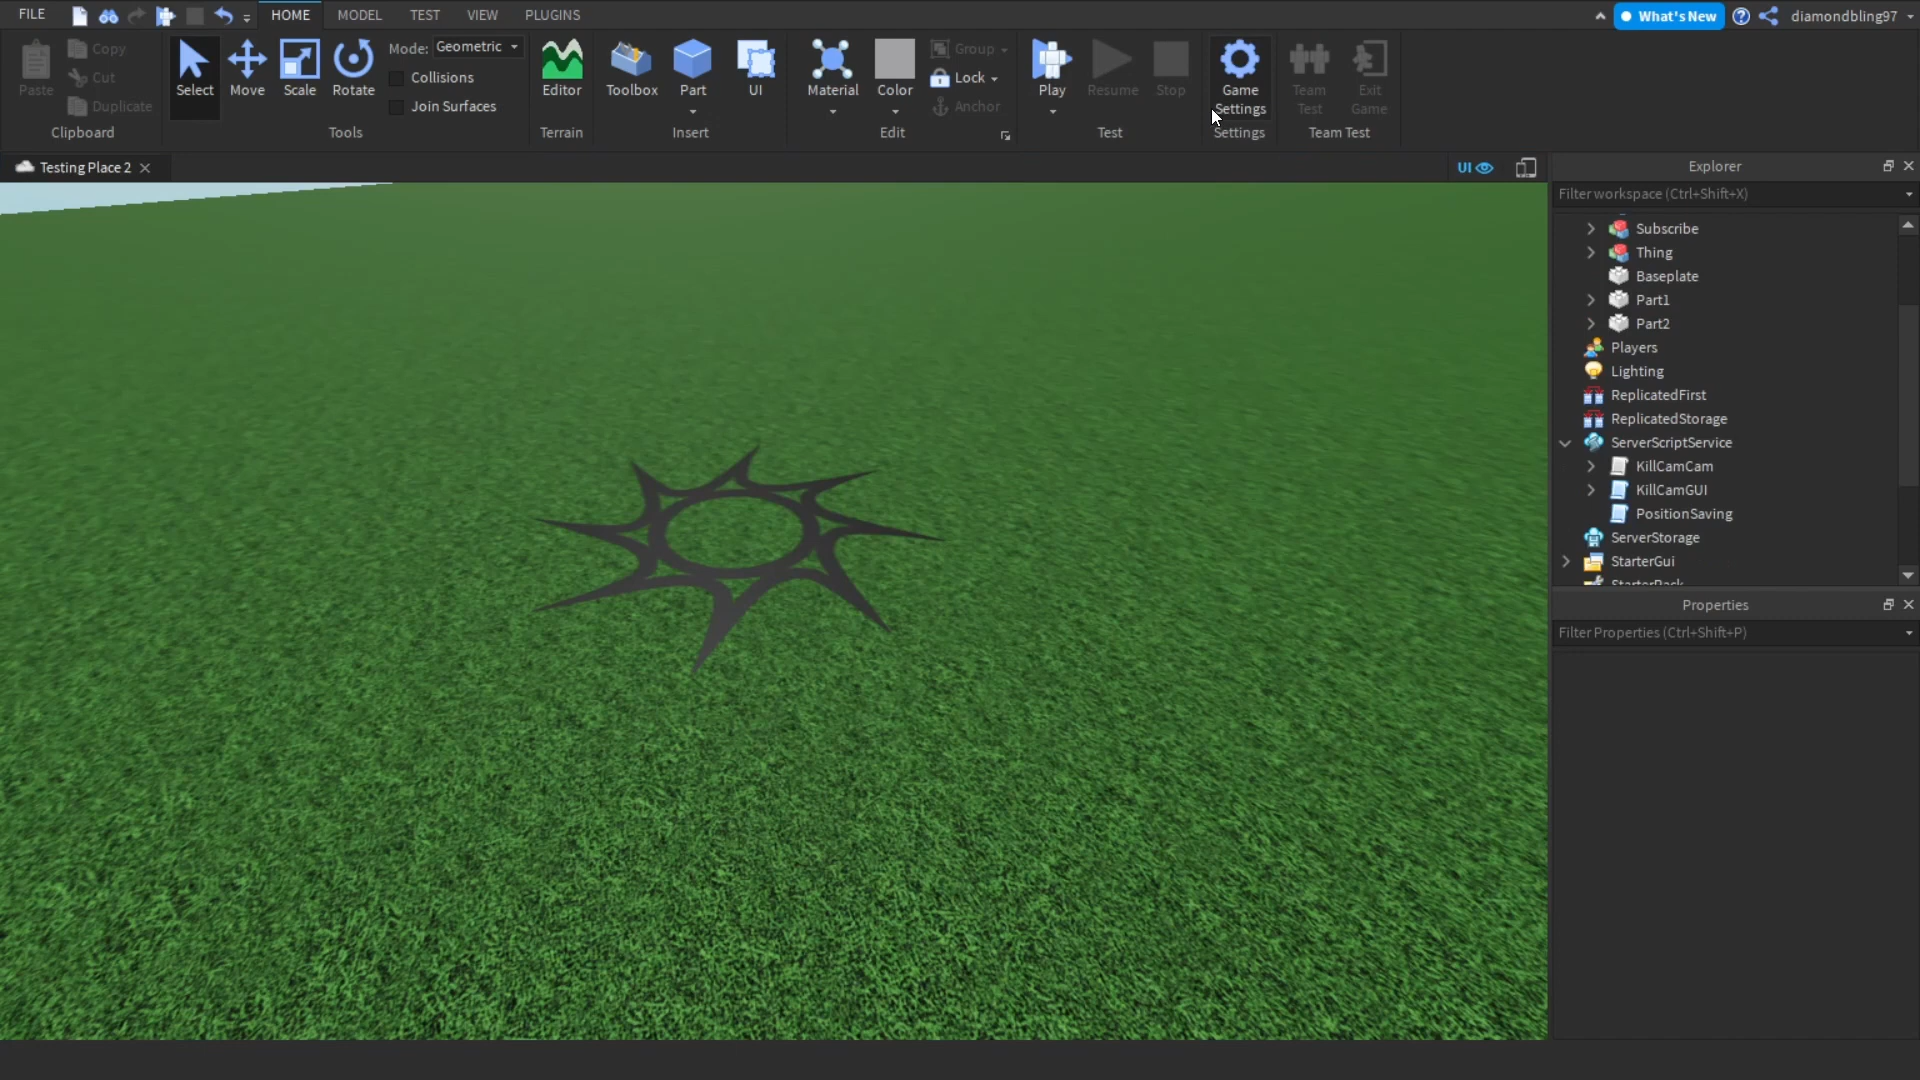 FILE HOME MODEL TEST VIEW PLUGINS What's New diamondbling97
Paste Copy Cut Duplicate
Clipboard
Select Move Scale Rotate
Mode: Geometric
Collisions
Join Surfaces
Tools
Editor
Terrain
Toolbox Part UI
Insert
Material Color Group Lock Anchor
Edit
Play Resume Stop
Test
Game
Settings
Settings
Team
Test
Exit
Game
Team Test
Testing Place 2
UI
Explorer
Filter workspace (Ctrl+Shift+X)
Subscribe
Thing
Baseplate
Part1
Part2
Players
Lighting
ReplicatedFirst
ReplicatedStorage
ServerScriptService
KillCamCam
KillCamGUI
PositionSaving
ServerStorage
StarterGui
StarterPack
Properties
Filter Properties (Ctrl+Shift+P)